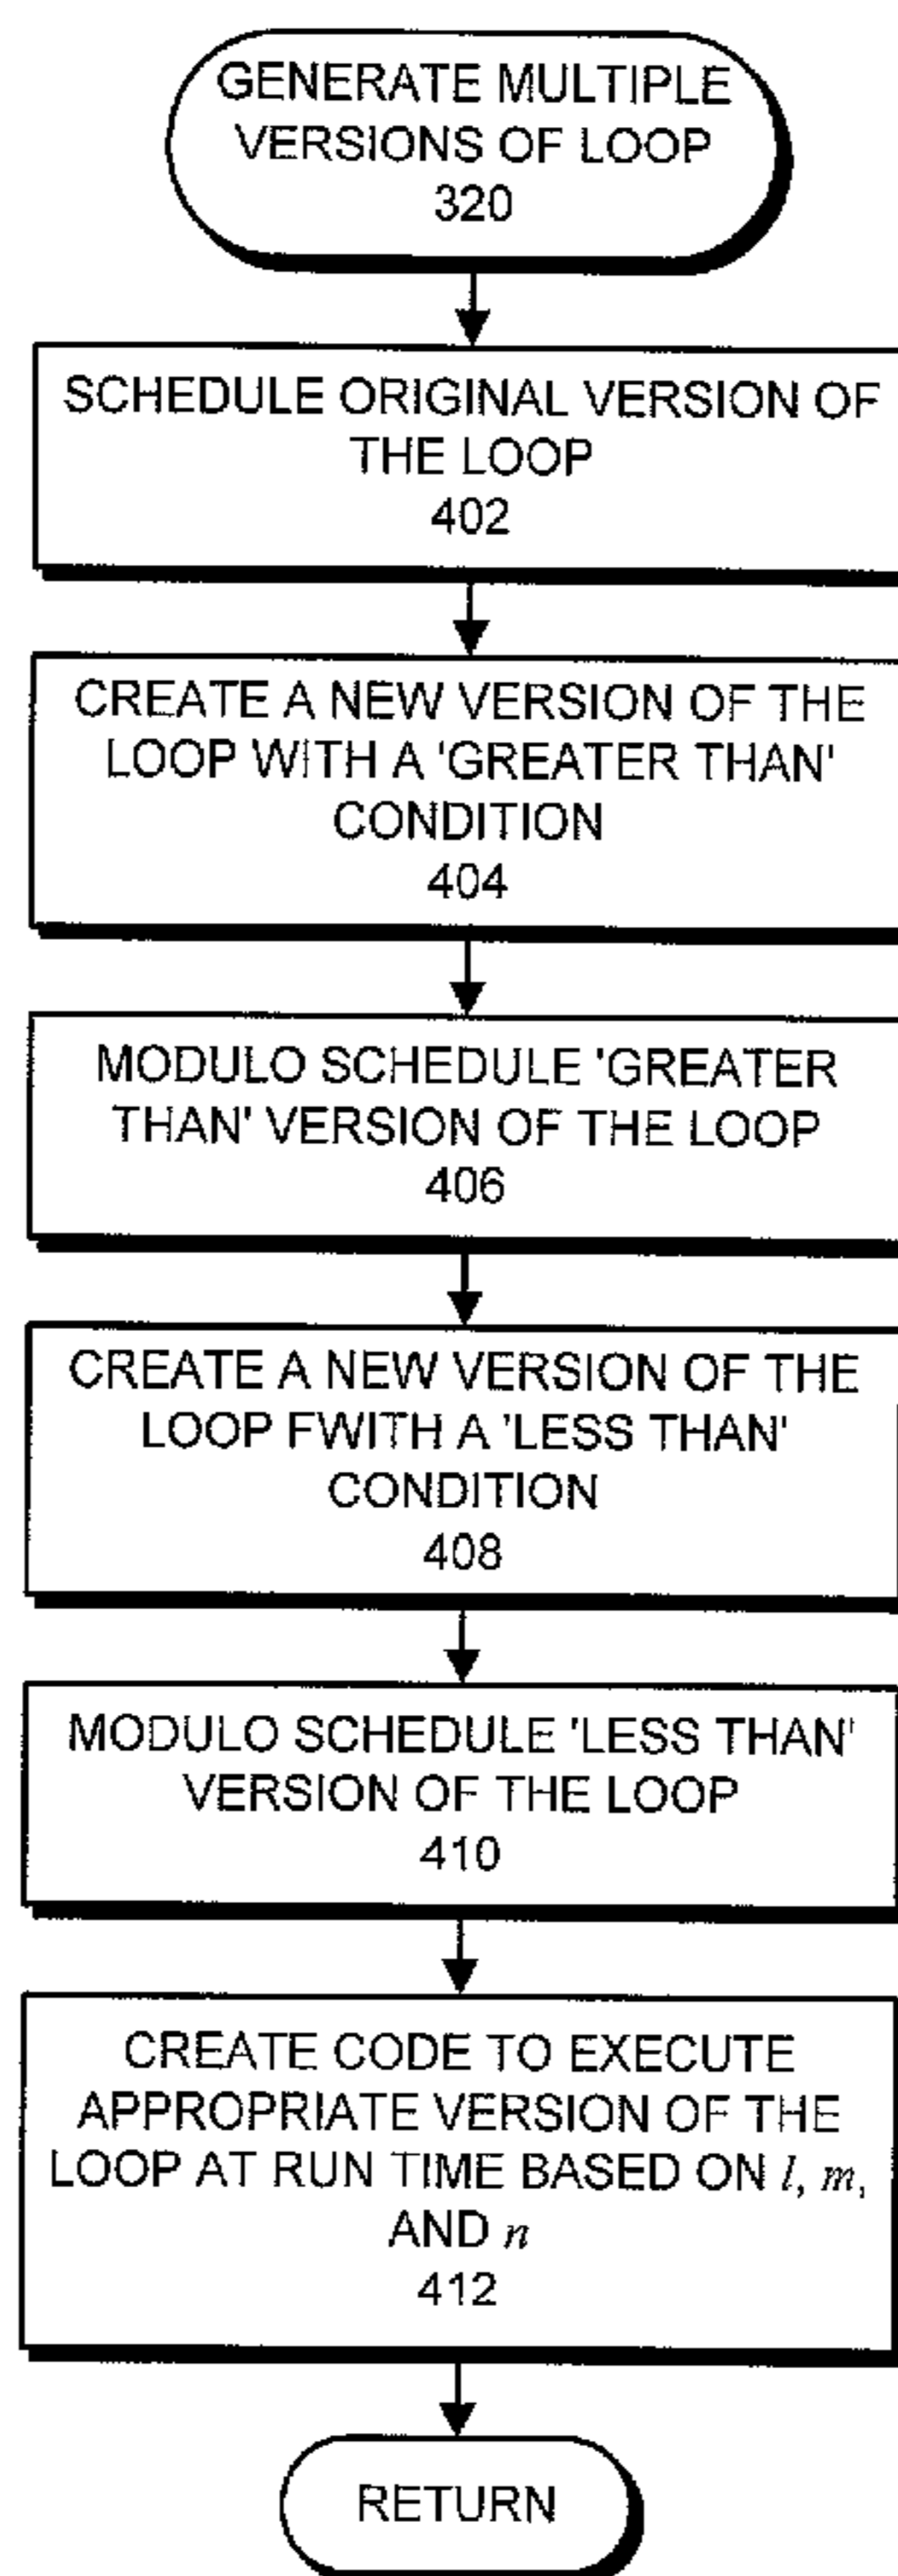 GENERATE MULTIPLE
VERSIONS OF LOOP
320
SCHEDULE ORIGINAL VERSION OF
THE LOOP
402
CREATE A NEW VERSION OF THE
LOOP WITH A 'GREATER THAN'
CONDITION
404
MODULO SCHEDULE 'GREATER
THAN' VERSION OF THE LOOP
406
CREATE A NEW VERSION OF THE
LOOP FWITH A 'LESS THAN'
CONDITION
408
MODULO SCHEDULE 'LESS THAN'
VERSION OF THE LOOP
410
CREATE CODE TO EXECUTE
APPROPRIATE VERSION OF THE
LOOP AT RUN TIME BASED ON l, m,
AND n
412
RETURN